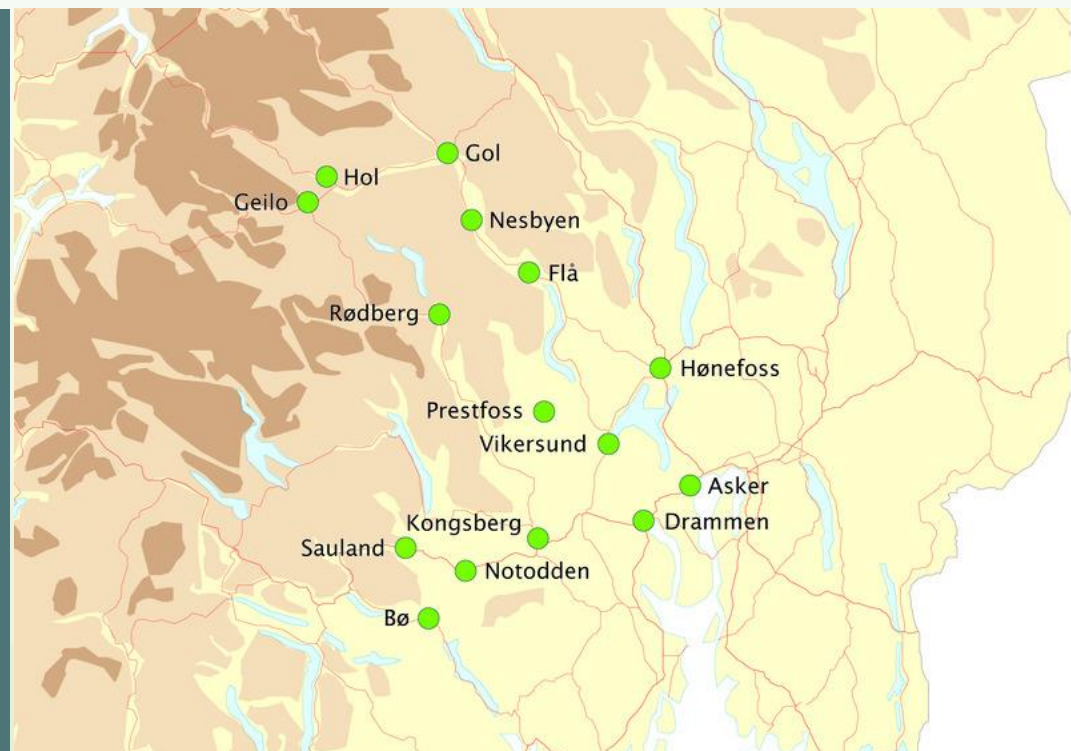 Gol
Hol
Geilo
Nesbyen
Flå
Rødberg
Hønefoss
Prestfoss
Vikersund
Asker
Drammen
Kongsberg
Sauland
Notodden
Bø